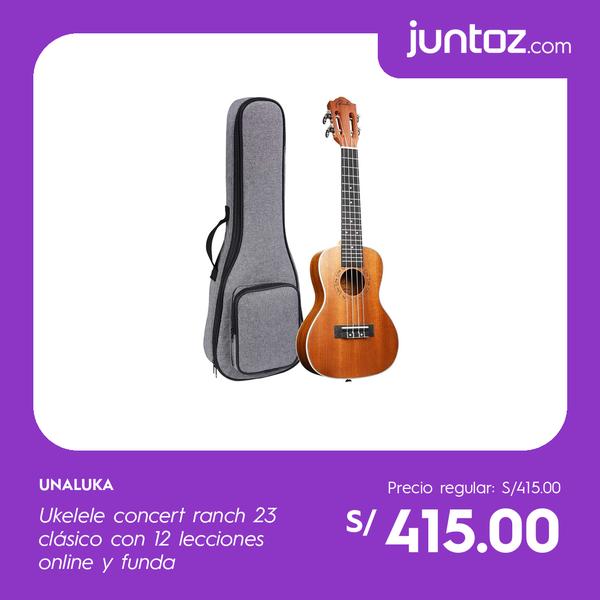 juntoz.com
UNALUKA
Ukelele concert ranch 23
clásico con 12 lecciones
online y funda
Precio regular: S/415.00
S/ 415.00